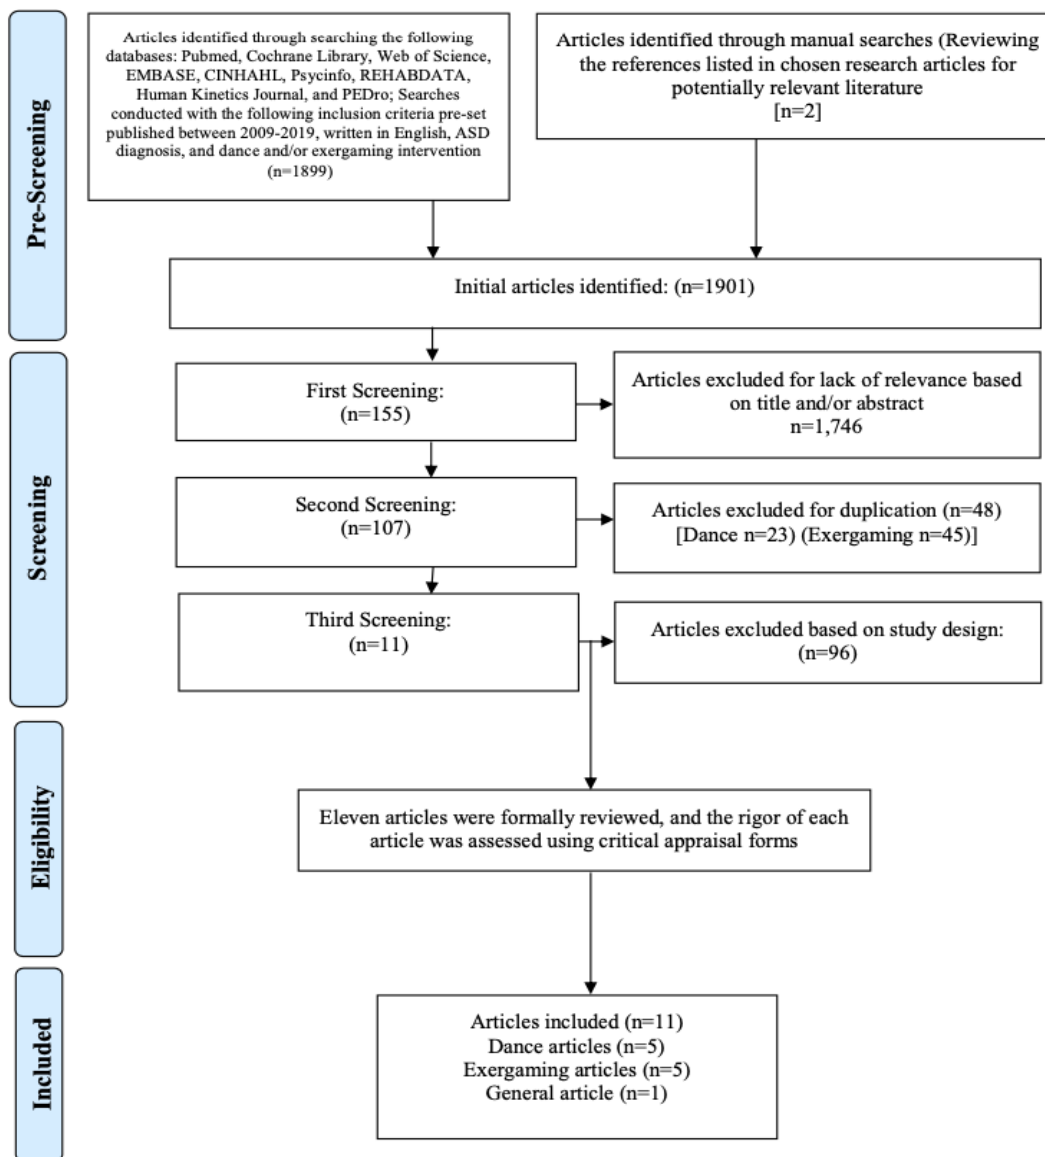 Pre-Screening
Articles identified through searching the following
databases: Pubmed, Cochrane Library, Web of Science,
EMBASE, CINHAHL, Psycinfo, REHABDATA,
Human Kinetics Journal, and PEDro; Searches
conducted with the following inclusion criteria pre-set
published between 2009-2019, written in English, ASD
diagnosis, and dance and/or exergaming intervention
(n=1899)
Articles identified through manual searches (Reviewing
the references listed in chosen research articles for
potentially relevant literature
[n=2]
Initial articles identified: (n=1901)
Screening
First Screening:
(n=155)
Articles excluded for lack of relevance based
on title and/or abstract
n=1,746
Second Screening:
(n=107)
Articles excluded for duplication (n=48)
[Dance n=23) (Exergaming n=45)]
Third Screening:
(n=11)
Articles excluded based on study design:
(n=96)
Eligibility
Eleven articles were formally reviewed, and the rigor of each
article was assessed using critical appraisal forms
Included
Articles included (n=11)
Dance articles (n=5)
Exergaming articles (n=5)
General article (n=1)